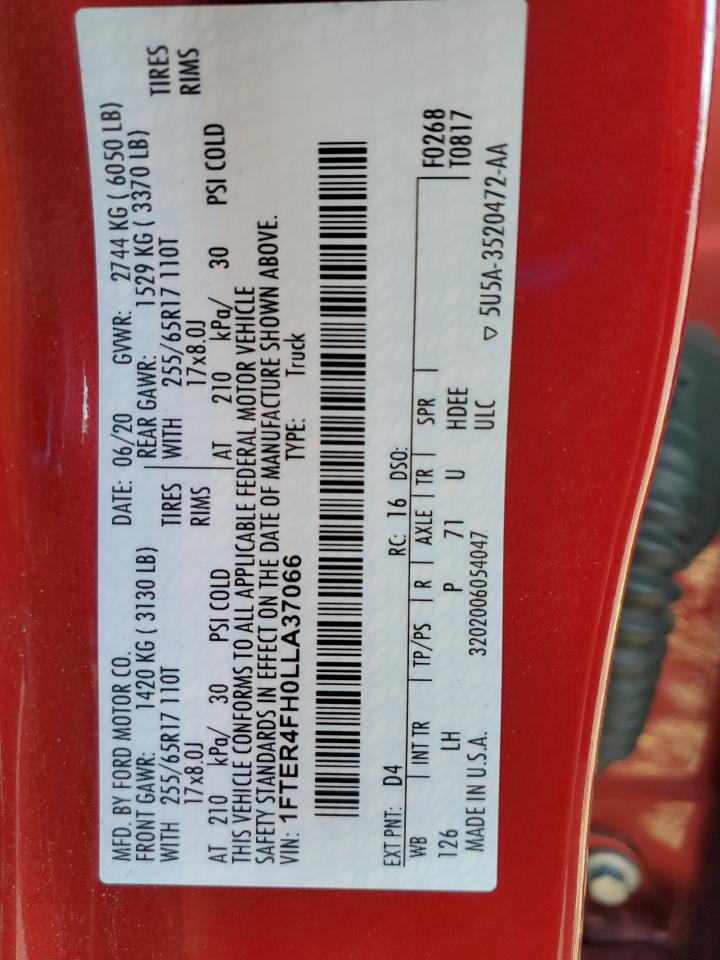 MFD. BY FORD MOTOR CO. DATE: 06/20 GVWR: 2744 KG ( 6050 LB)
FRONT GAWR: 1420 KG ( 3130 LB) REAR GAWR: 1529 KG ( 3370 LB)
WITH 255/65R17 110T TIRES WITH 255/65R17 110T TIRES
17x8.0J RIMS 17x8.0J RIMS
AT 210 kPa/ 30 PSI COLD AT 210 kPa/ 30 PSI COLD
THIS VEHICLE CONFORMS TO ALL APPLICABLE FEDERAL MOTOR VEHICLE
SAFETY STANDARDS IN EFFECT ON THE DATE OF MANUFACTURE SHOWN ABOVE.
VIN: 1FTER4FH0LLA37066 TYPE: Truck
EXT PNT: D4 RC: 16 DSO: F0268
WB INT TR TP/PS R AXLE TR SPR T0817
126 LH P 71 U HDEE
MADE IN U.S.A. 3202006054047 ULC ▽ 5U5A-3520472-AA